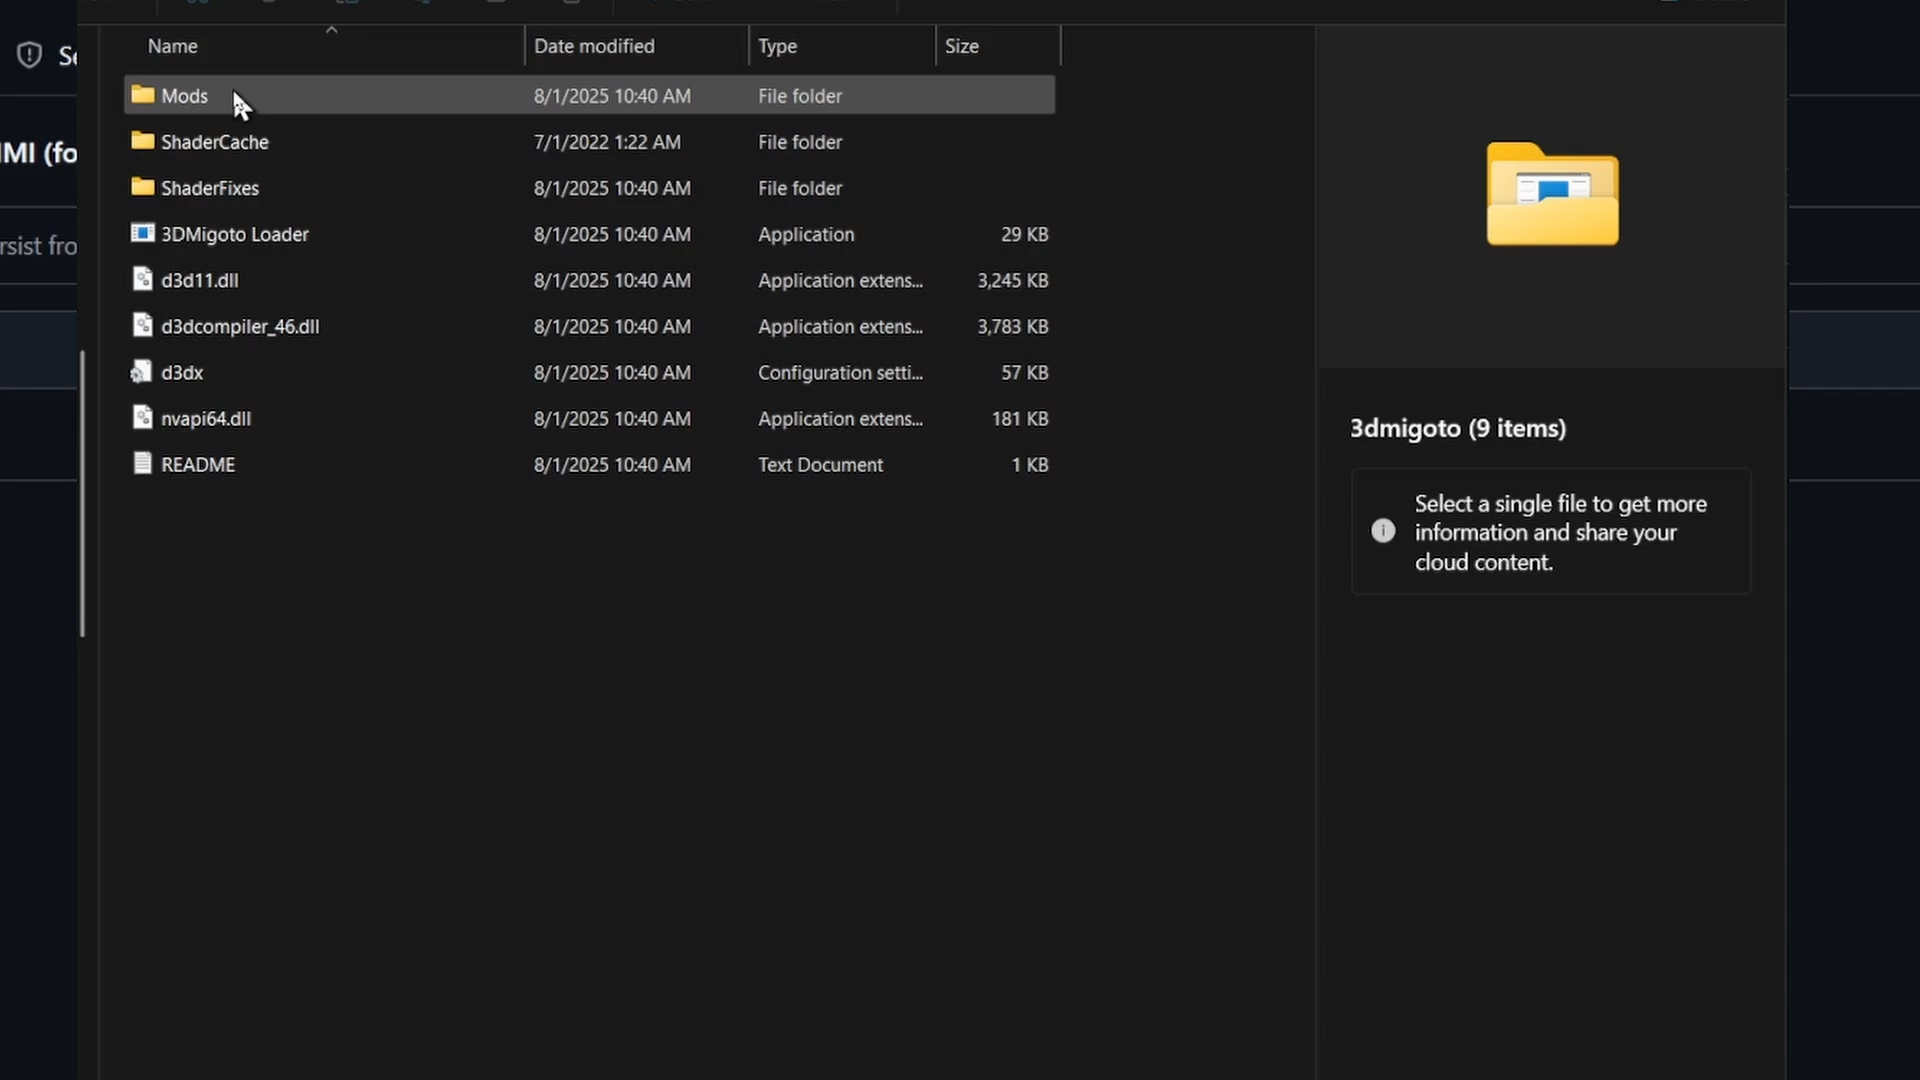 Name Date modified Type Size
Mods 8/1/2025 10:40 AM File folder
ShaderCache 7/1/2022 1:22 AM File folder
ShaderFixes 8/1/2025 10:40 AM File folder
3DMigoto Loader 8/1/2025 10:40 AM Application 29 KB
d3d11.dll 8/1/2025 10:40 AM Application extens... 3,245 KB
d3dcompiler_46.dll 8/1/2025 10:40 AM Application extens... 3,783 KB
d3dx 8/1/2025 10:40 AM Configuration setti... 57 KB
nvapi64.dll 8/1/2025 10:40 AM Application extens... 181 KB
README 8/1/2025 10:40 AM Text Document 1 KB
3dmigoto (9 items)
Select a single file to get more
information and share your
cloud content.
Se
IMI (fo
rsist fro